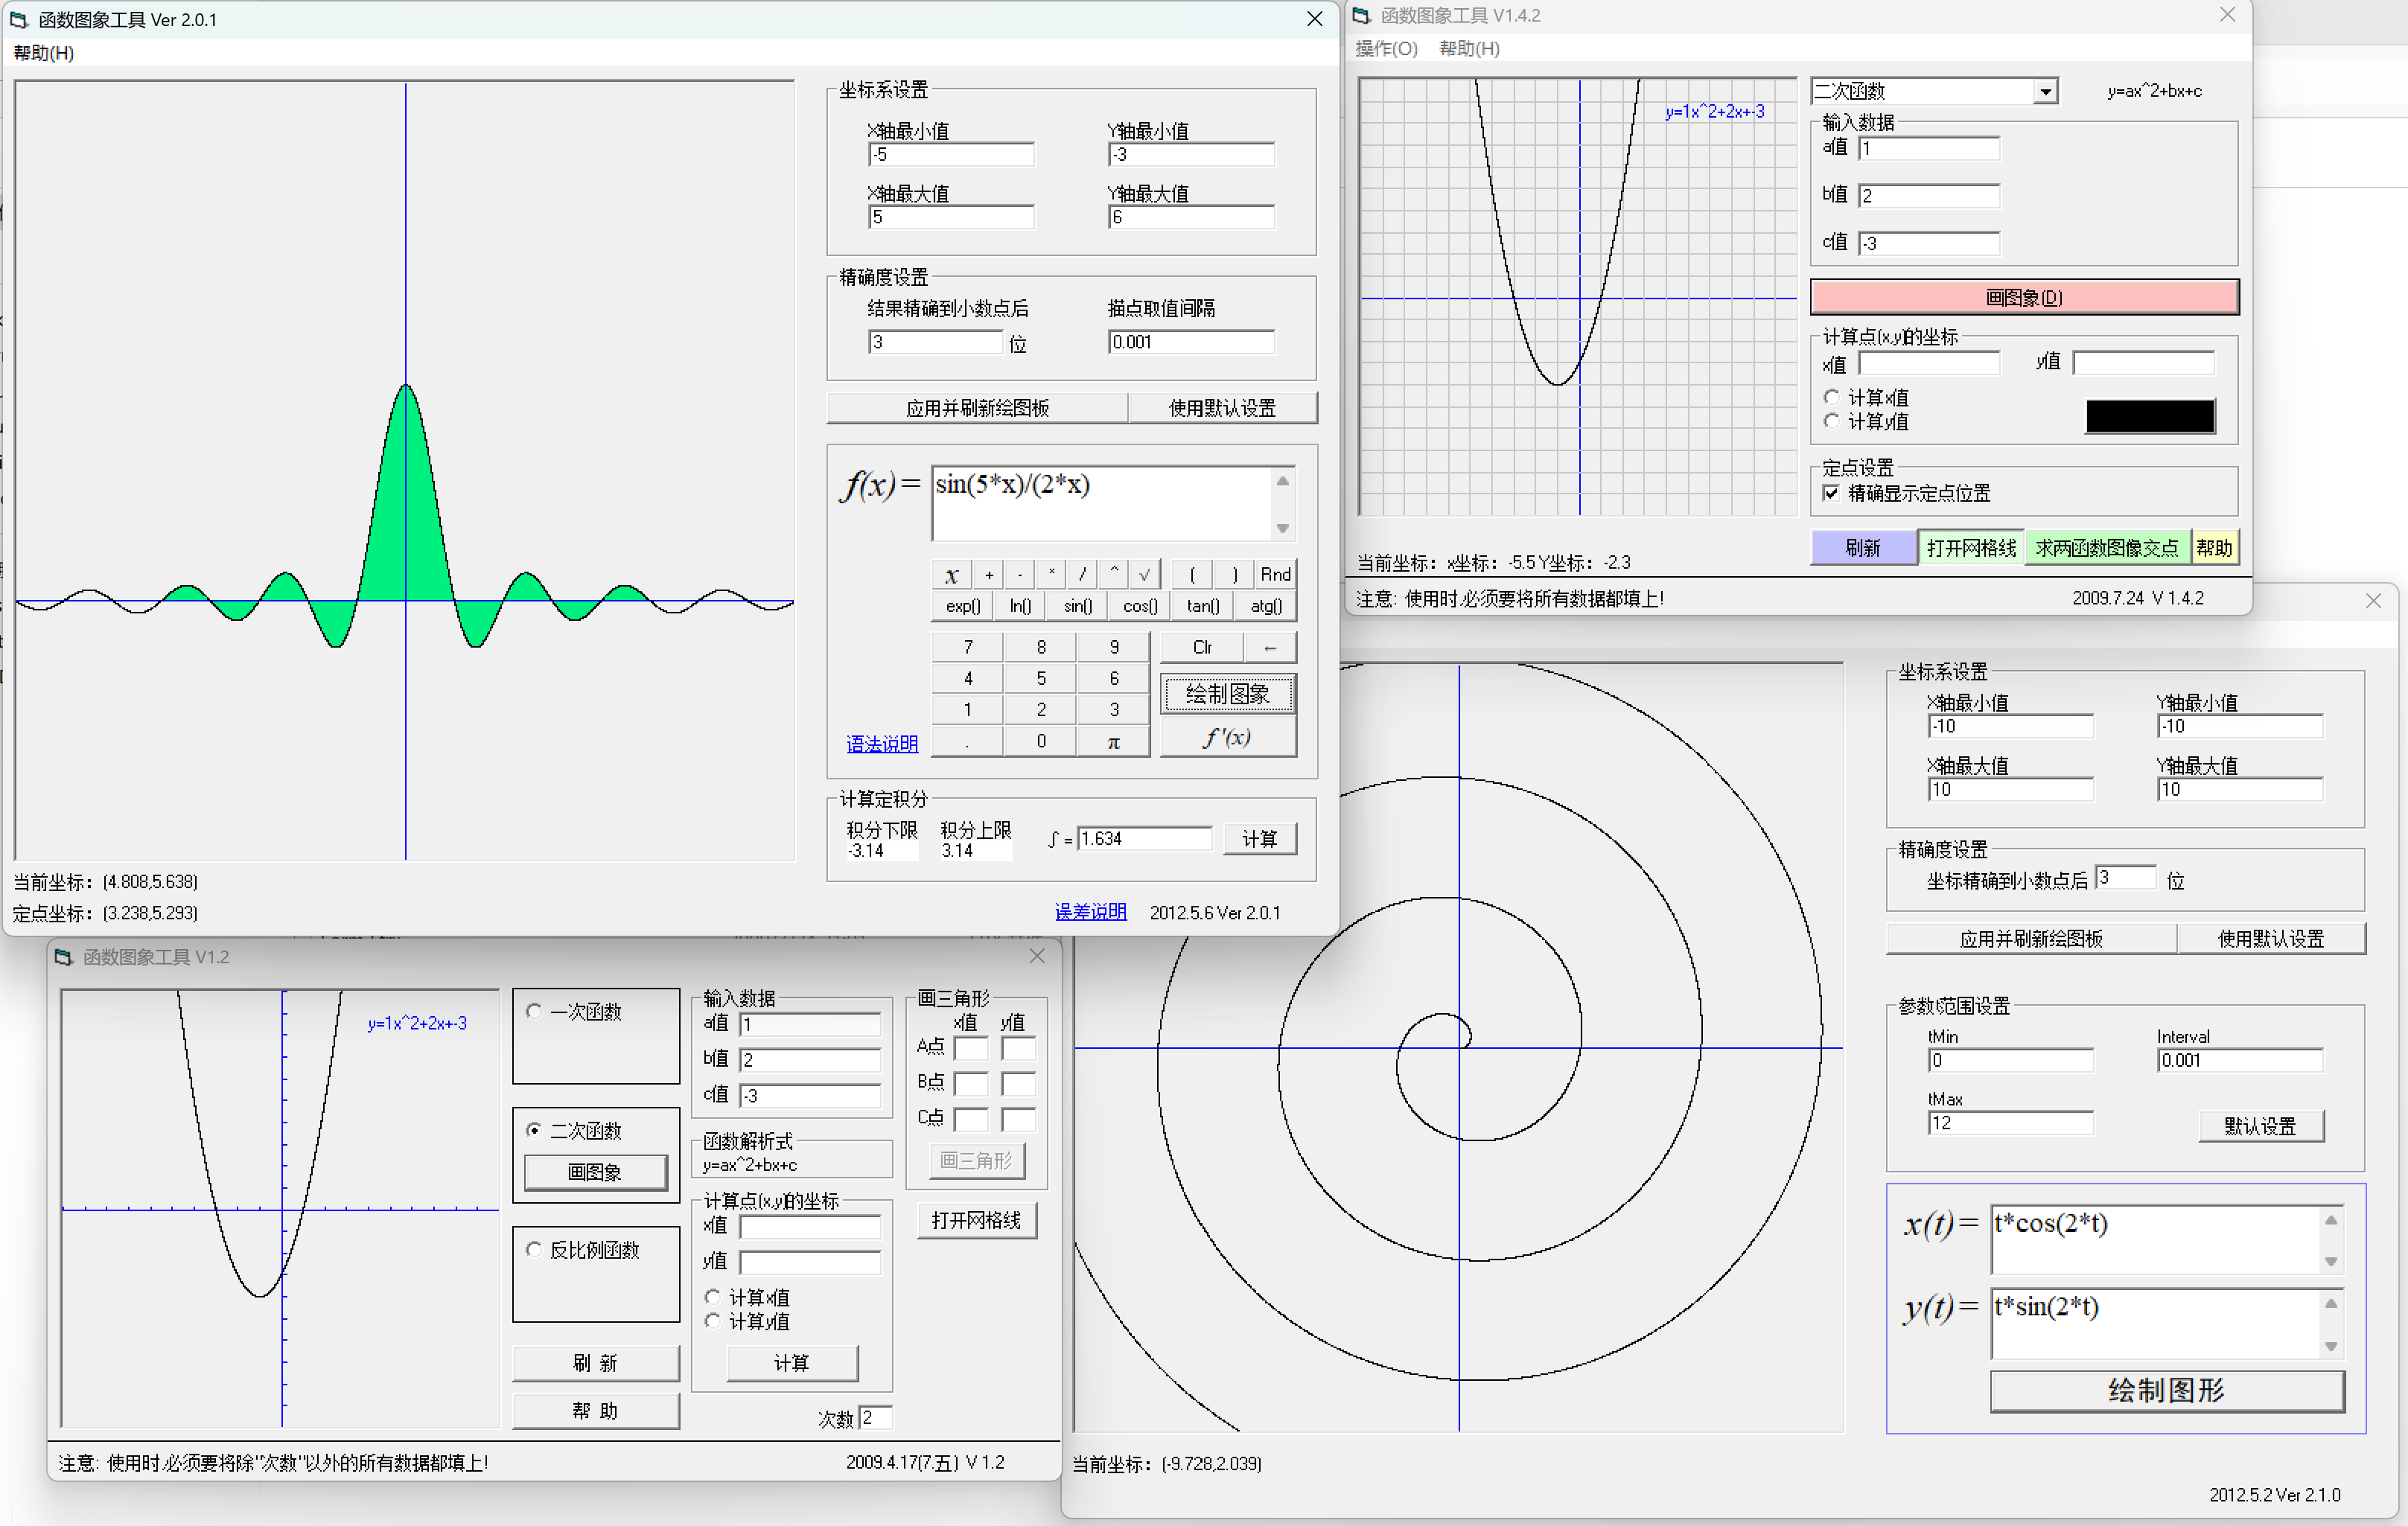 函数图象工具 Ver 2.0.1
帮助(H)
坐标系设置
X轴最小值 Y轴最小值
-5 -3
X轴最大值 Y轴最大值
5 6
精确度设置
结果精确到小数点后 描点取值间隔
3 位 0.001
应用并刷新绘图板 使用默认设置
f(x)= sin(5*x)/(2*x)
x + - * / ^ √ ( ) Rnd
exp() ln() sin() cos() tan() atg()
7 8 9 Clr ←
4 5 6 绘制图象
1 2 3
语法说明 . 0 π f'(x)
计算定积分
积分下限 积分上限
-3.14 3.14 ∫= 1.634 计算
当前坐标: (4.808,5.638)
定点坐标: (3.238,5.293)
误差说明 2012.5.6 Ver 2.0.1
函数图象工具 V1.4.2
操作(O) 帮助(H)
y=1x^2+2x+-3
二次函数 y=ax^2+bx+c
输入数据
a值 1
b值 2
c值 -3
画图象(D)
计算点(x,y)的坐标
x值 y值
计算x值
计算y值
定点设置
精确显示定点位置
刷新 打开网格线 求两函数图像交点 帮助
当前坐标: x坐标: -5.5 Y坐标: -2.3
注意: 使用时,必须要将所有数据都填上!
2009.7.24 V 1.4.2
函数图象工具 V1.2
y=1x^2+2x+-3
一次函数
二次函数
画图象
反比例函数
刷 新
帮 助
输入数据
a值 1
b值 2
c值 -3
函数解析式
y=ax^2+bx+c
计算点(x,y)的坐标
x值
y值
计算x值
计算y值
计算
次数 2
画三角形
x值 y值
A点
B点
C点
画三角形
打开网格线
注意: 使用时,必须要将除"次数"以外的所有数据都填上!
2009.4.17(7.五) V 1.2
坐标系设置
X轴最小值 Y轴最小值
-10 -10
X轴最大值 Y轴最大值
10 10
精确度设置
坐标精确到小数点后 3 位
应用并刷新绘图板 使用默认设置
参数t范围设置
tMin Interval
0 0.001
tMax
12 默认设置
x(t)= t*cos(2*t)
y(t)= t*sin(2*t)
绘制图形
当前坐标: (-9.728,2.039)
2012.5.2 Ver 2.1.0